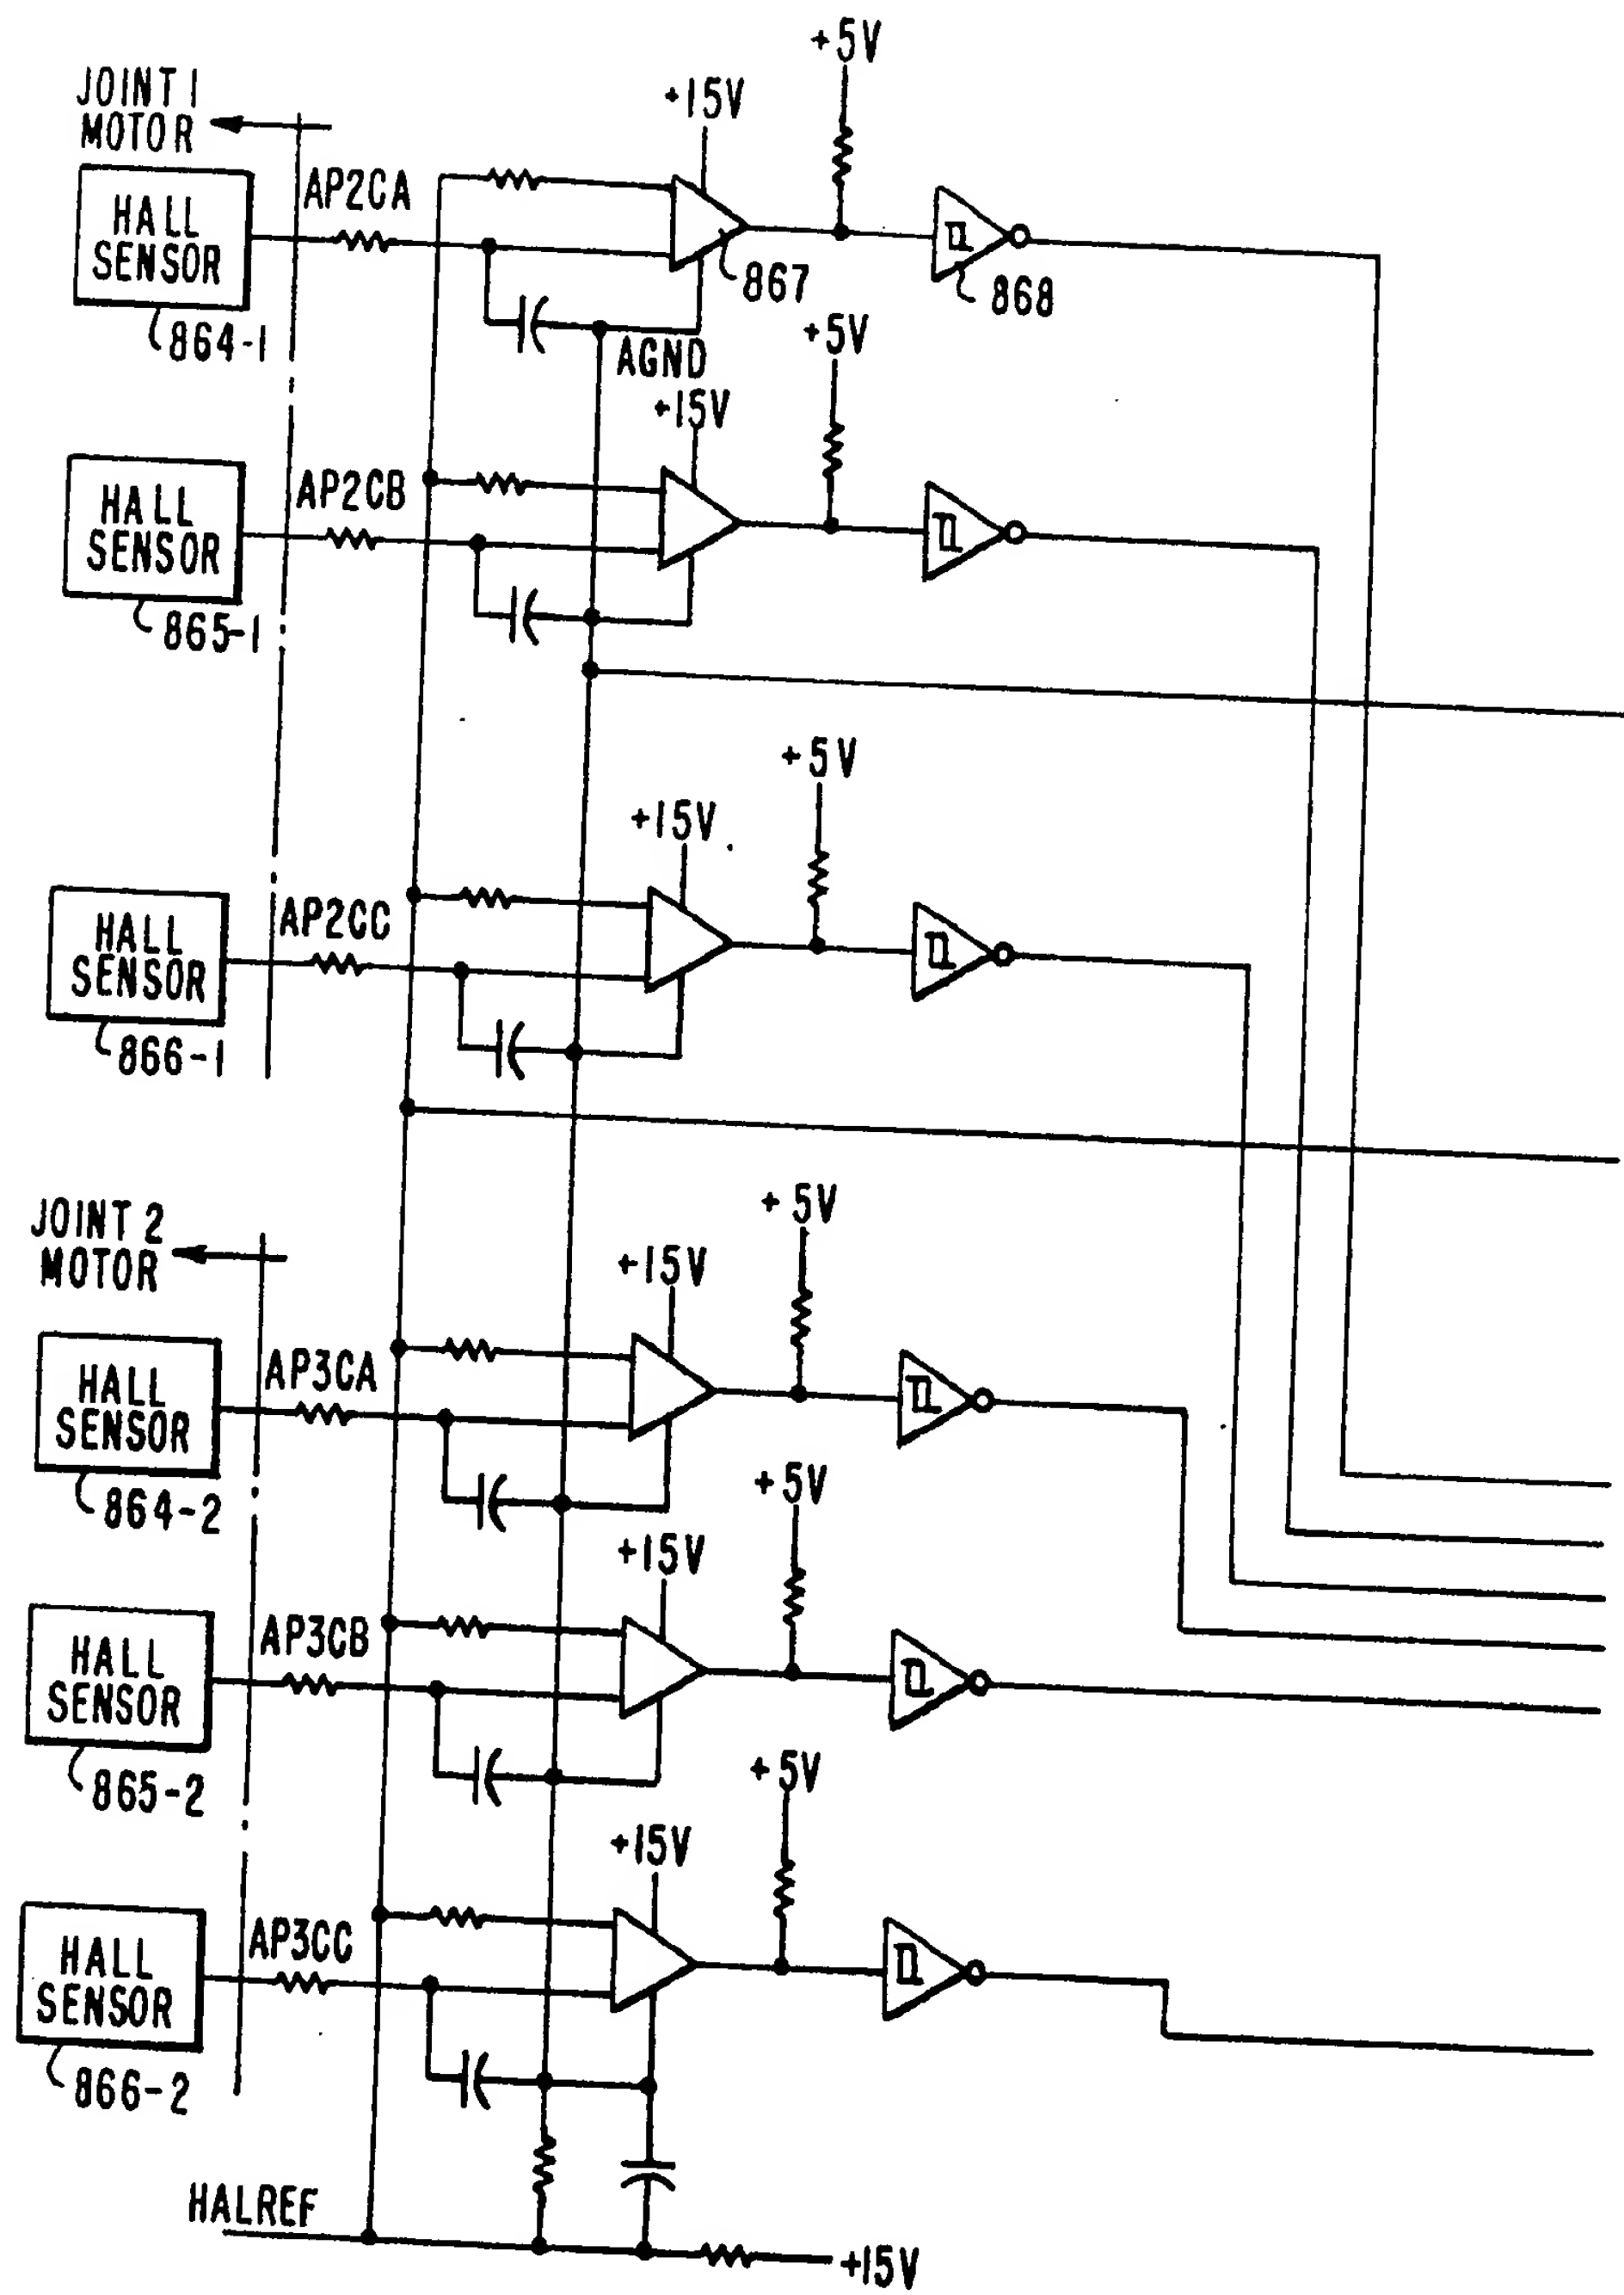 +5V
+15V
JOINT 1
MOTOR
HALL
SENSOR
AP2CA
864-1
867
868
AGND
+5V
+15V
HALL
SENSOR
AP2CB
865-1
+5V
+15V
HALL
SENSOR
AP2CC
866-1
JOINT 2
MOTOR
+5V
+15V
HALL
SENSOR
AP3CA
864-2
+5V
+15V
HALL
SENSOR
AP3CB
865-2
+5V
+15V
HALL
SENSOR
AP3CC
866-2
HALREF
+15V